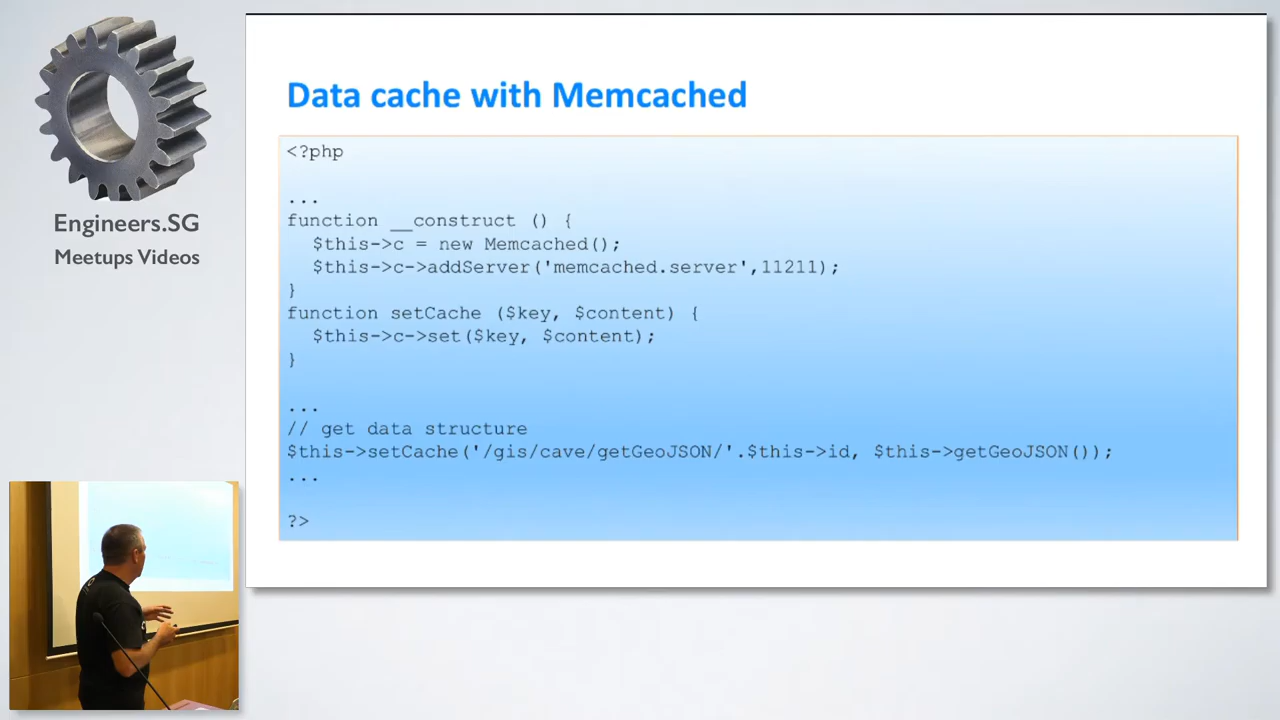 Engineers.SG
Meetups Videos
Data cache with Memcached
<?php
...
function __construct () {
$this->c = new Memcached();
$this->c->addServer('memcached.server',11211);
}
function setCache ($key, $content) {
$this->c->set($key, $content);
}
...
// get data structure
$this->setCache('/gis/cave/getGeoJSON/'.$this->id, $this->getGeoJSON());
...
?>